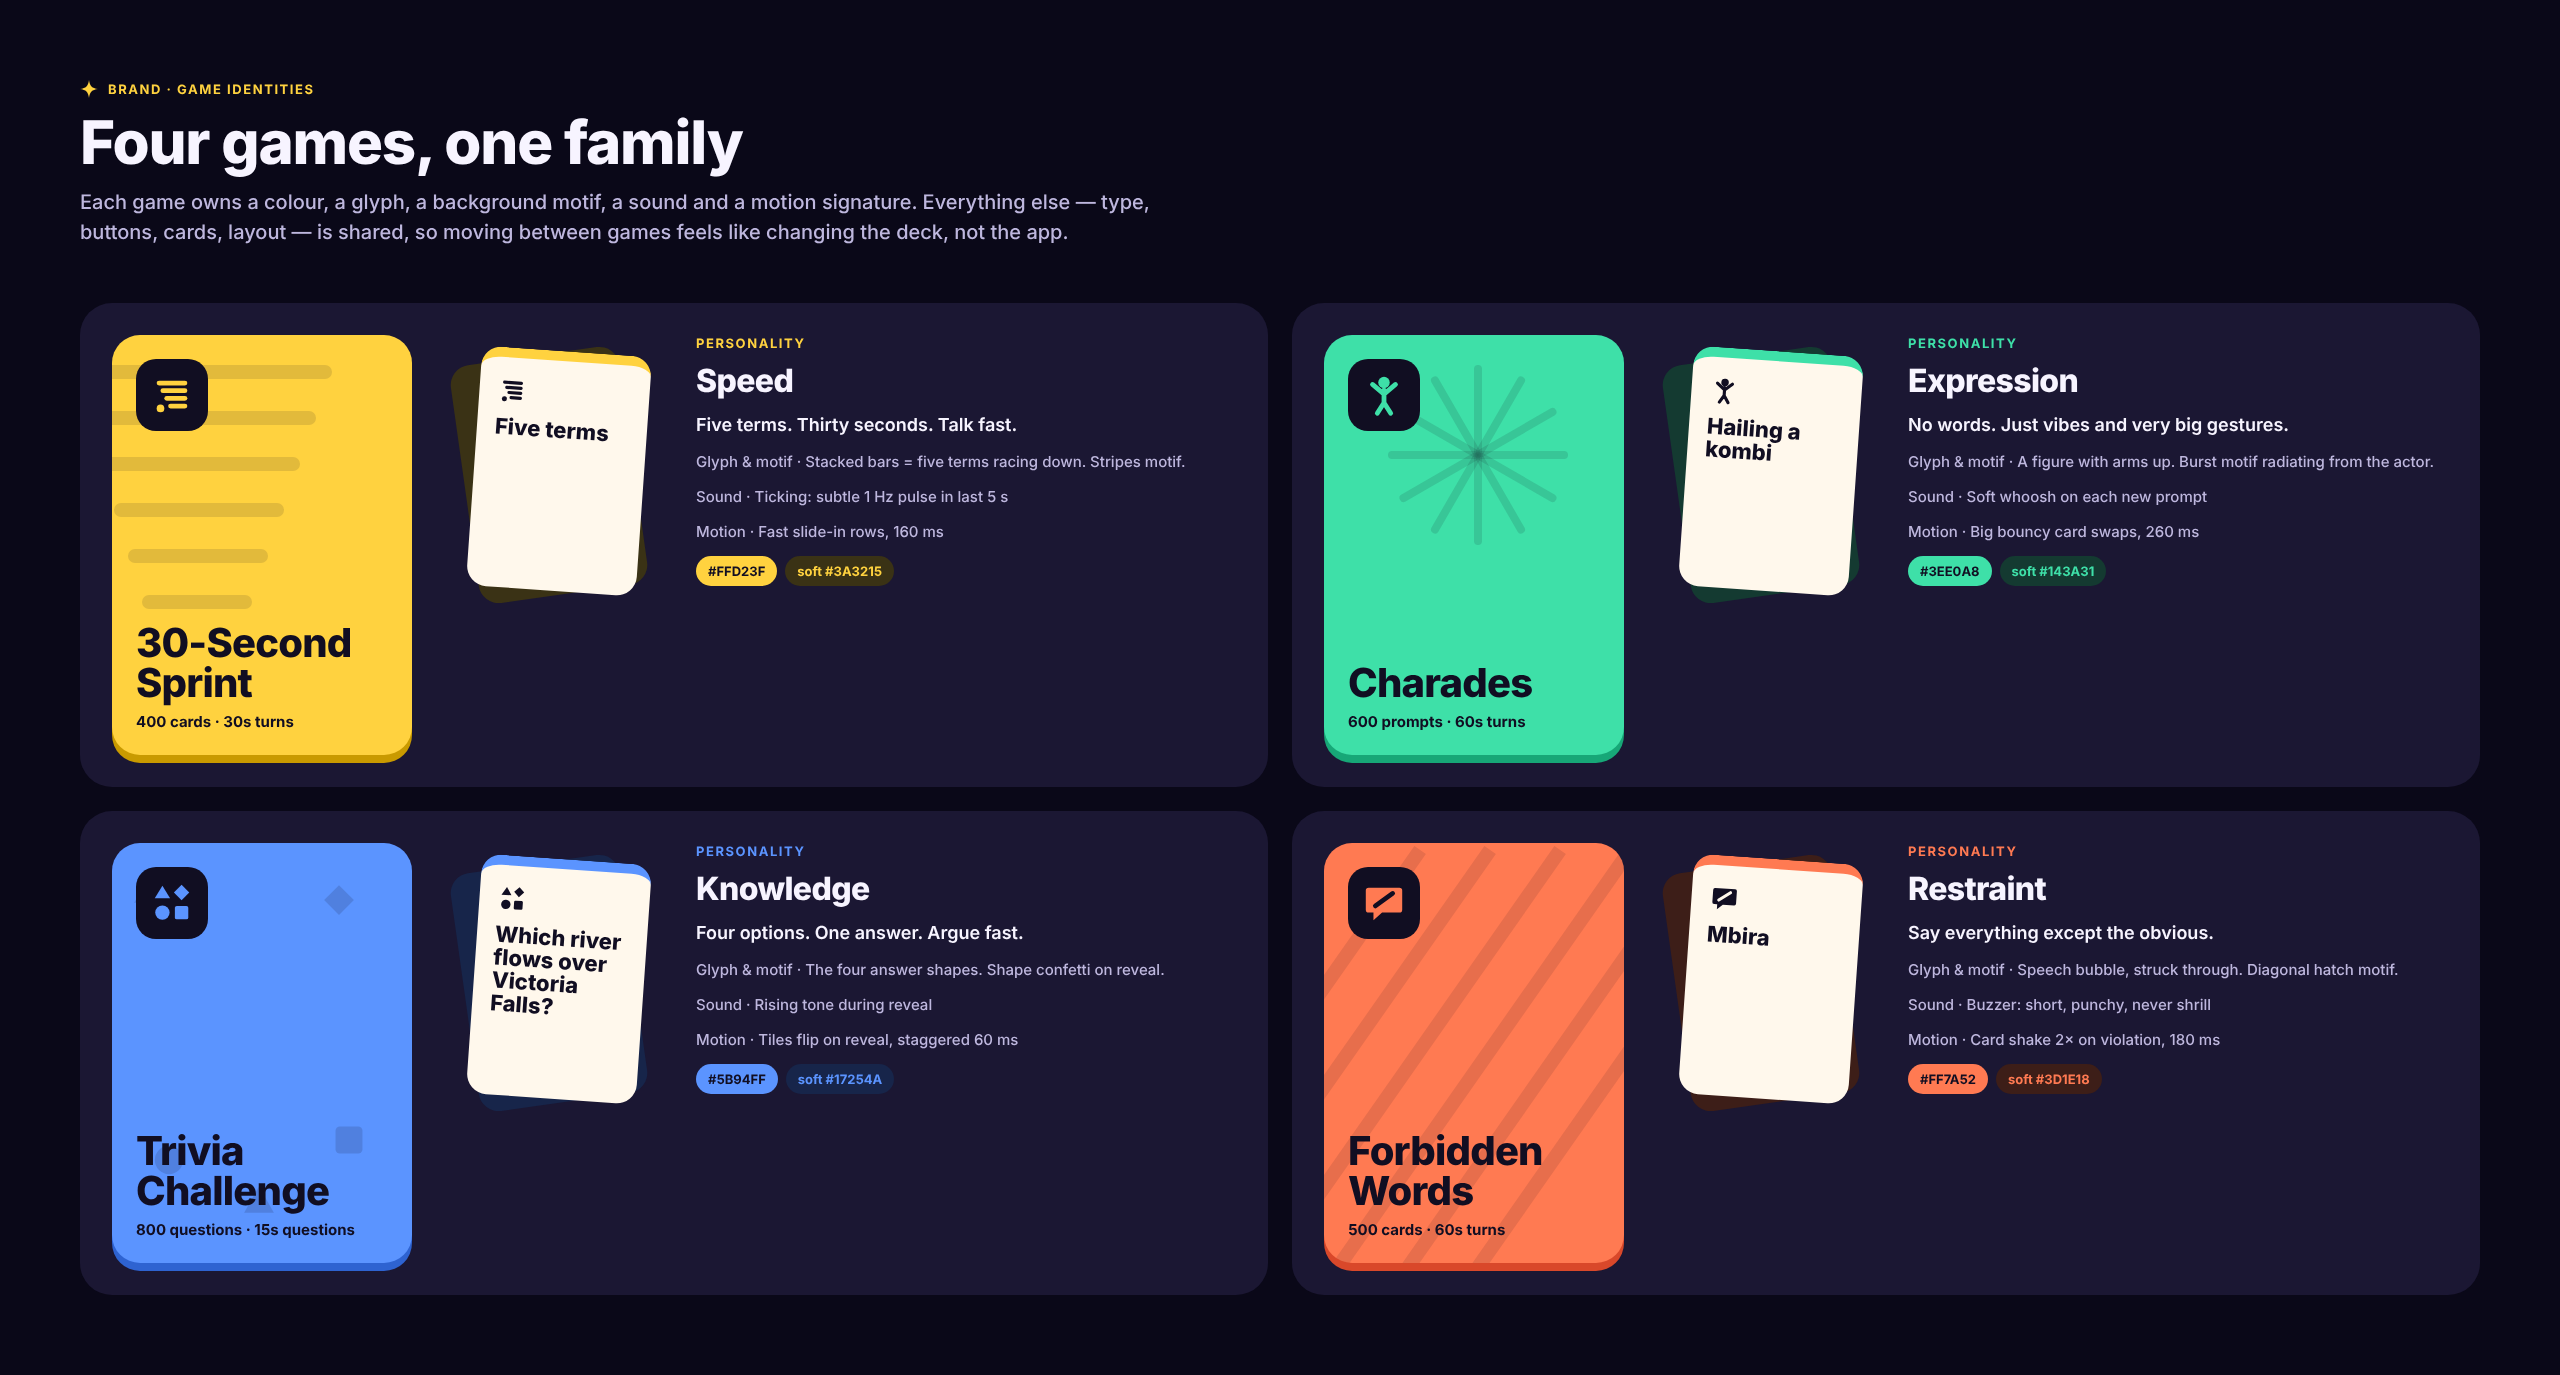 BRAND · GAME IDENTITIES
Four games, one family
Each game owns a colour, a glyph, a background motif, a sound and a motion signature. Everything else — type,
buttons, cards, layout — is shared, so moving between games feels like changing the deck, not the app.
30-Second
Sprint
400 cards · 30s turns
Five terms
PERSONALITY
Speed
Five terms. Thirty seconds. Talk fast.
Glyph & motif · Stacked bars = five terms racing down. Stripes motif.
Sound · Ticking: subtle 1 Hz pulse in last 5 s
Motion · Fast slide-in rows, 160 ms
#FFD23F soft #3A3215
Charades
600 prompts · 60s turns
Hailing a
kombi
PERSONALITY
Expression
No words. Just vibes and very big gestures.
Glyph & motif · A figure with arms up. Burst motif radiating from the actor.
Sound · Soft whoosh on each new prompt
Motion · Big bouncy card swaps, 260 ms
#3EE0A8 soft #143A31
Trivia
Challenge
800 questions · 15s questions
Which river
flows over
Victoria
Falls?
PERSONALITY
Knowledge
Four options. One answer. Argue fast.
Glyph & motif · The four answer shapes. Shape confetti on reveal.
Sound · Rising tone during reveal
Motion · Tiles flip on reveal, staggered 60 ms
#5B94FF soft #17254A
Forbidden
Words
500 cards · 60s turns
Mbira
PERSONALITY
Restraint
Say everything except the obvious.
Glyph & motif · Speech bubble, struck through. Diagonal hatch motif.
Sound · Buzzer: short, punchy, never shrill
Motion · Card shake 2× on violation, 180 ms
#FF7A52 soft #3D1E18